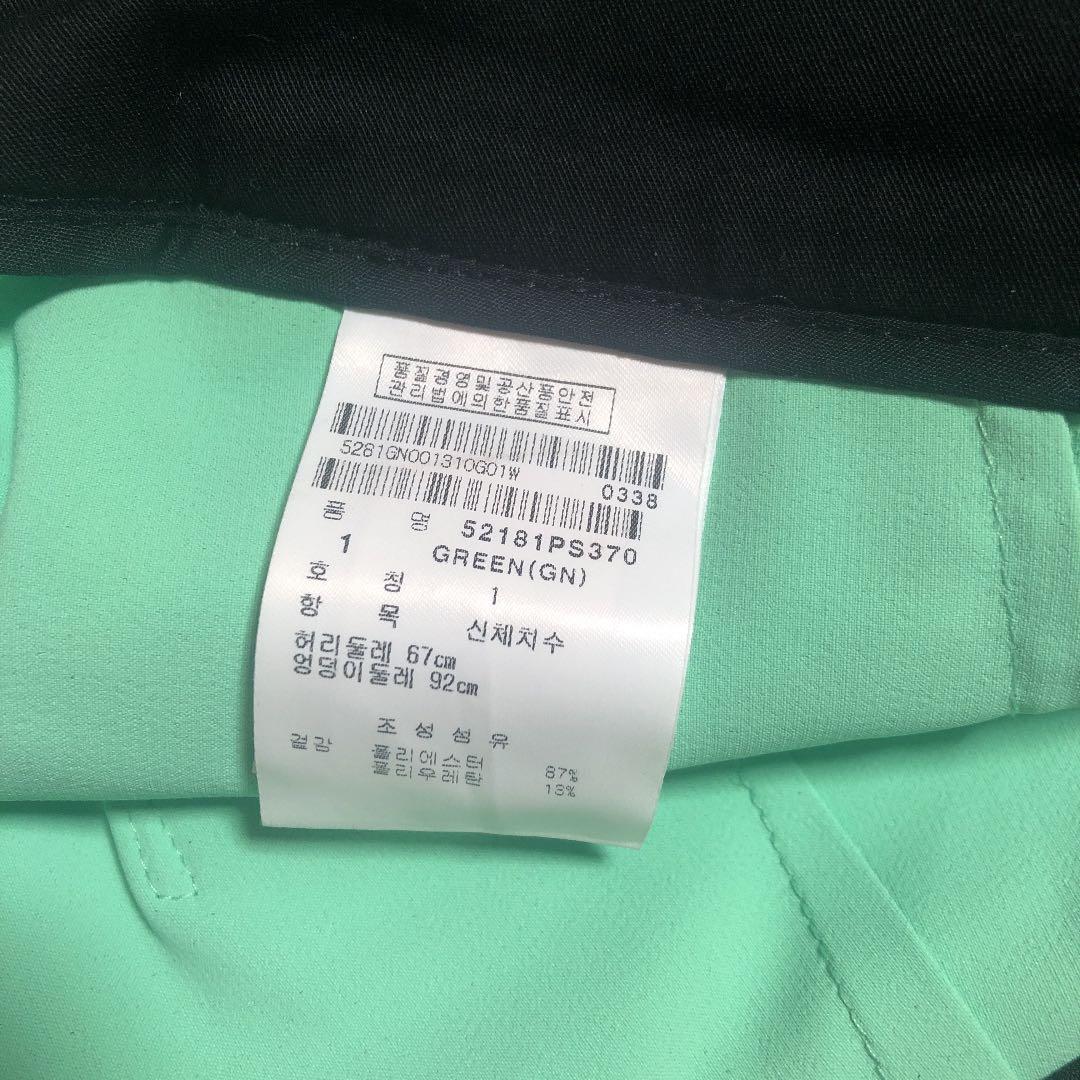 품질경영및공산품안전
관리법에의한품질표시
5281GN001310G01W
0338
품 명 52181PS370
1 GREEN(GN)
호 칭 1
항 목 신체치수
허리둘레 67cm
엉덩이둘레 92cm
조 성 섬 유
겉감 폴리에스터 87%
폴리우레탄 13%